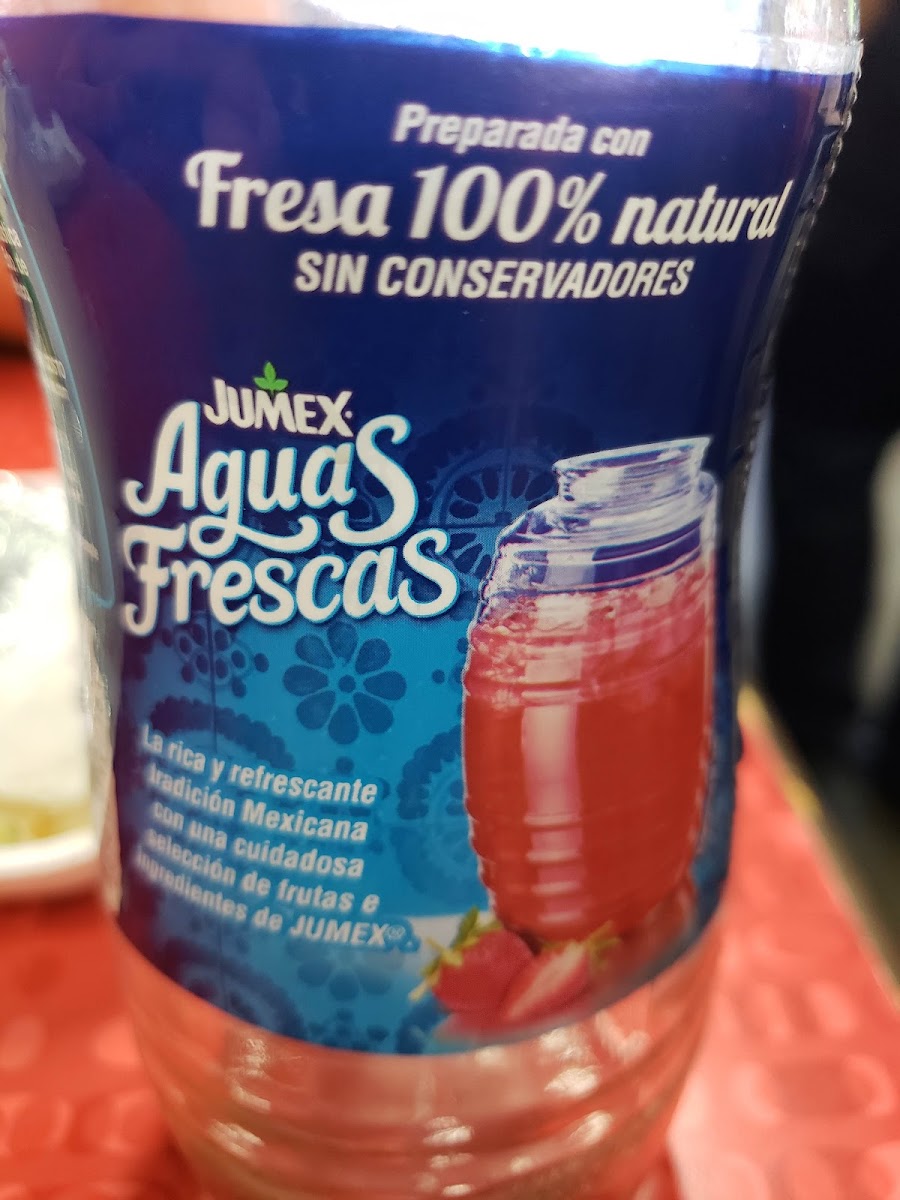 Preparada con
Fresa 100% natural
SIN CONSERVADORES
JUMEX
Aguas
Frescas
La rica y refrescante
tradición Mexicana
con una cuidadosa
selección de frutas e
ingredientes de JUMEX®